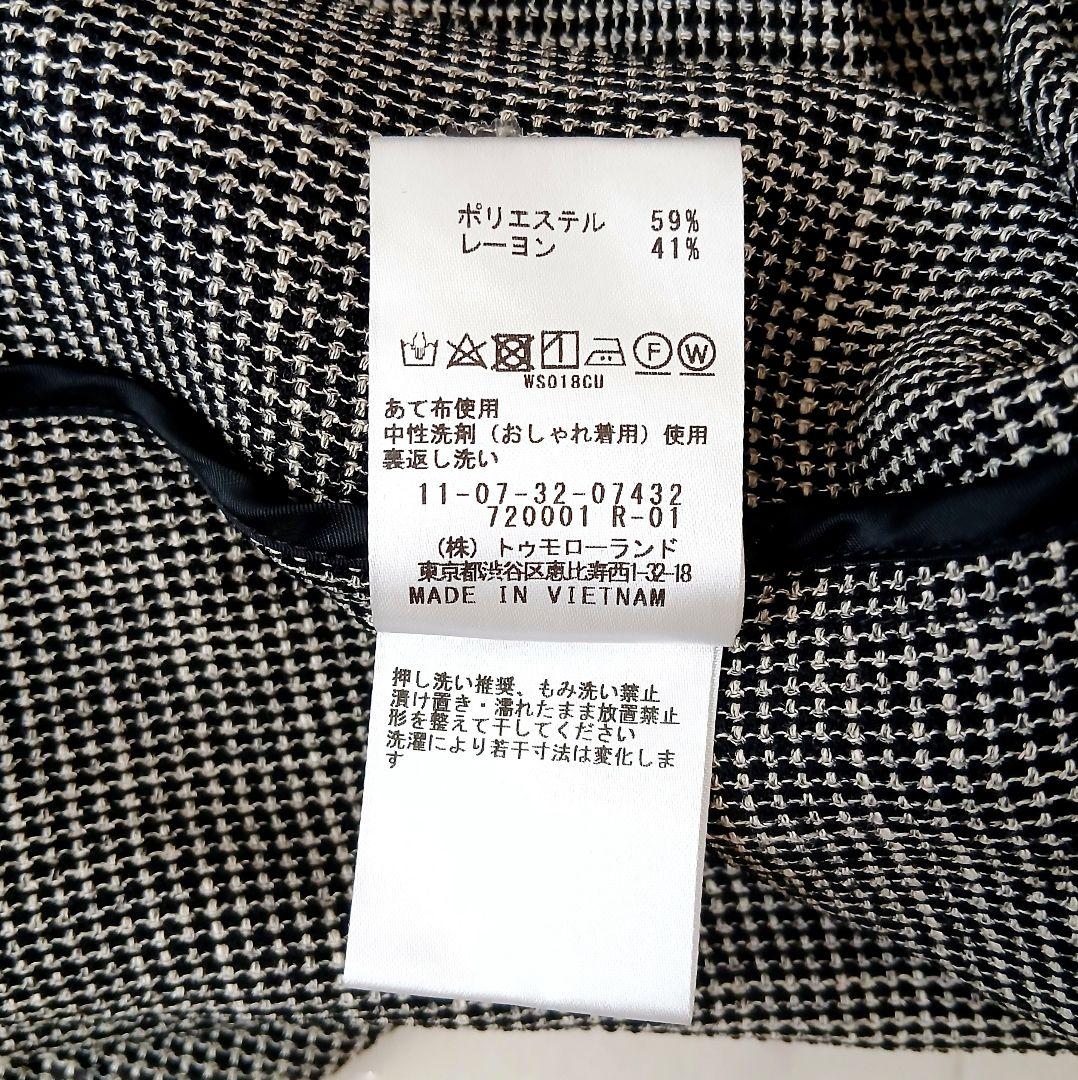 ポリエステル 59%
レーヨン 41%
F W
WS018CU
あて布使用
中性洗剤（おしゃれ着用）使用
裏返し洗い
11-07-32-07432
720001 R-01
（株）トゥモローランド
東京都渋谷区恵比寿西1-32-18
MADE IN VIETNAM
押し洗い推奨、もみ洗い禁止
漬け置き・濡れたまま放置禁止
形を整えて干してください
洗濯により若干寸法は変化しま
す